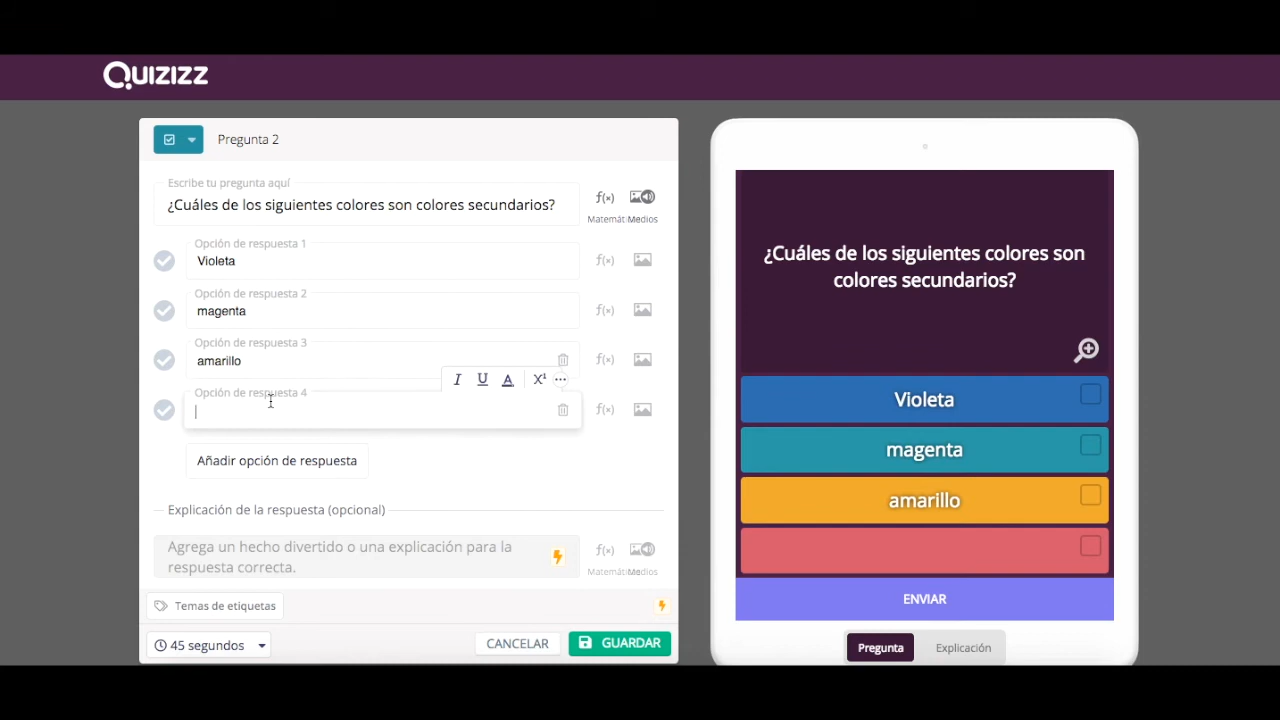 QUIZIZZ
Pregunta 2
Escribe tu pregunta aquí
¿Cuáles de los siguientes colores son colores secundarios?
f(x)
Matemát
Medios
Opción de respuesta 1
Violeta
f(x)
Opción de respuesta 2
magenta
f(x)
Opción de respuesta 3
amarillo
f(x)
I U A X¹ ...
Opción de respuesta 4
f(x)
Añadir opción de respuesta
Explicación de la respuesta (opcional)
Agrega un hecho divertido o una explicación para la
respuesta correcta.
f(x)
Matemát
Medios
Temas de etiquetas
45 segundos
CANCELAR
GUARDAR
¿Cuáles de los siguientes colores son
colores secundarios?
Violeta
magenta
amarillo
ENVIAR
Pregunta
Explicación